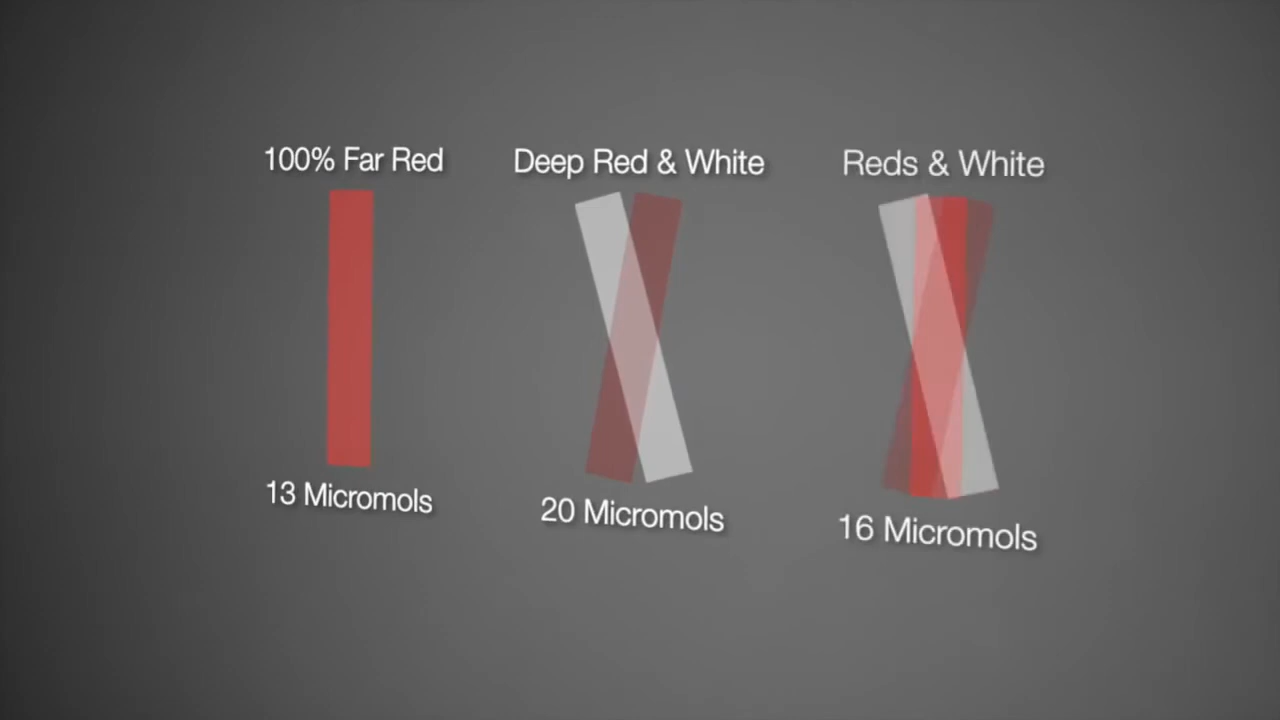 100% Far Red
Deep Red & White
Reds & White
13 Micromols
20 Micromols
16 Micromols